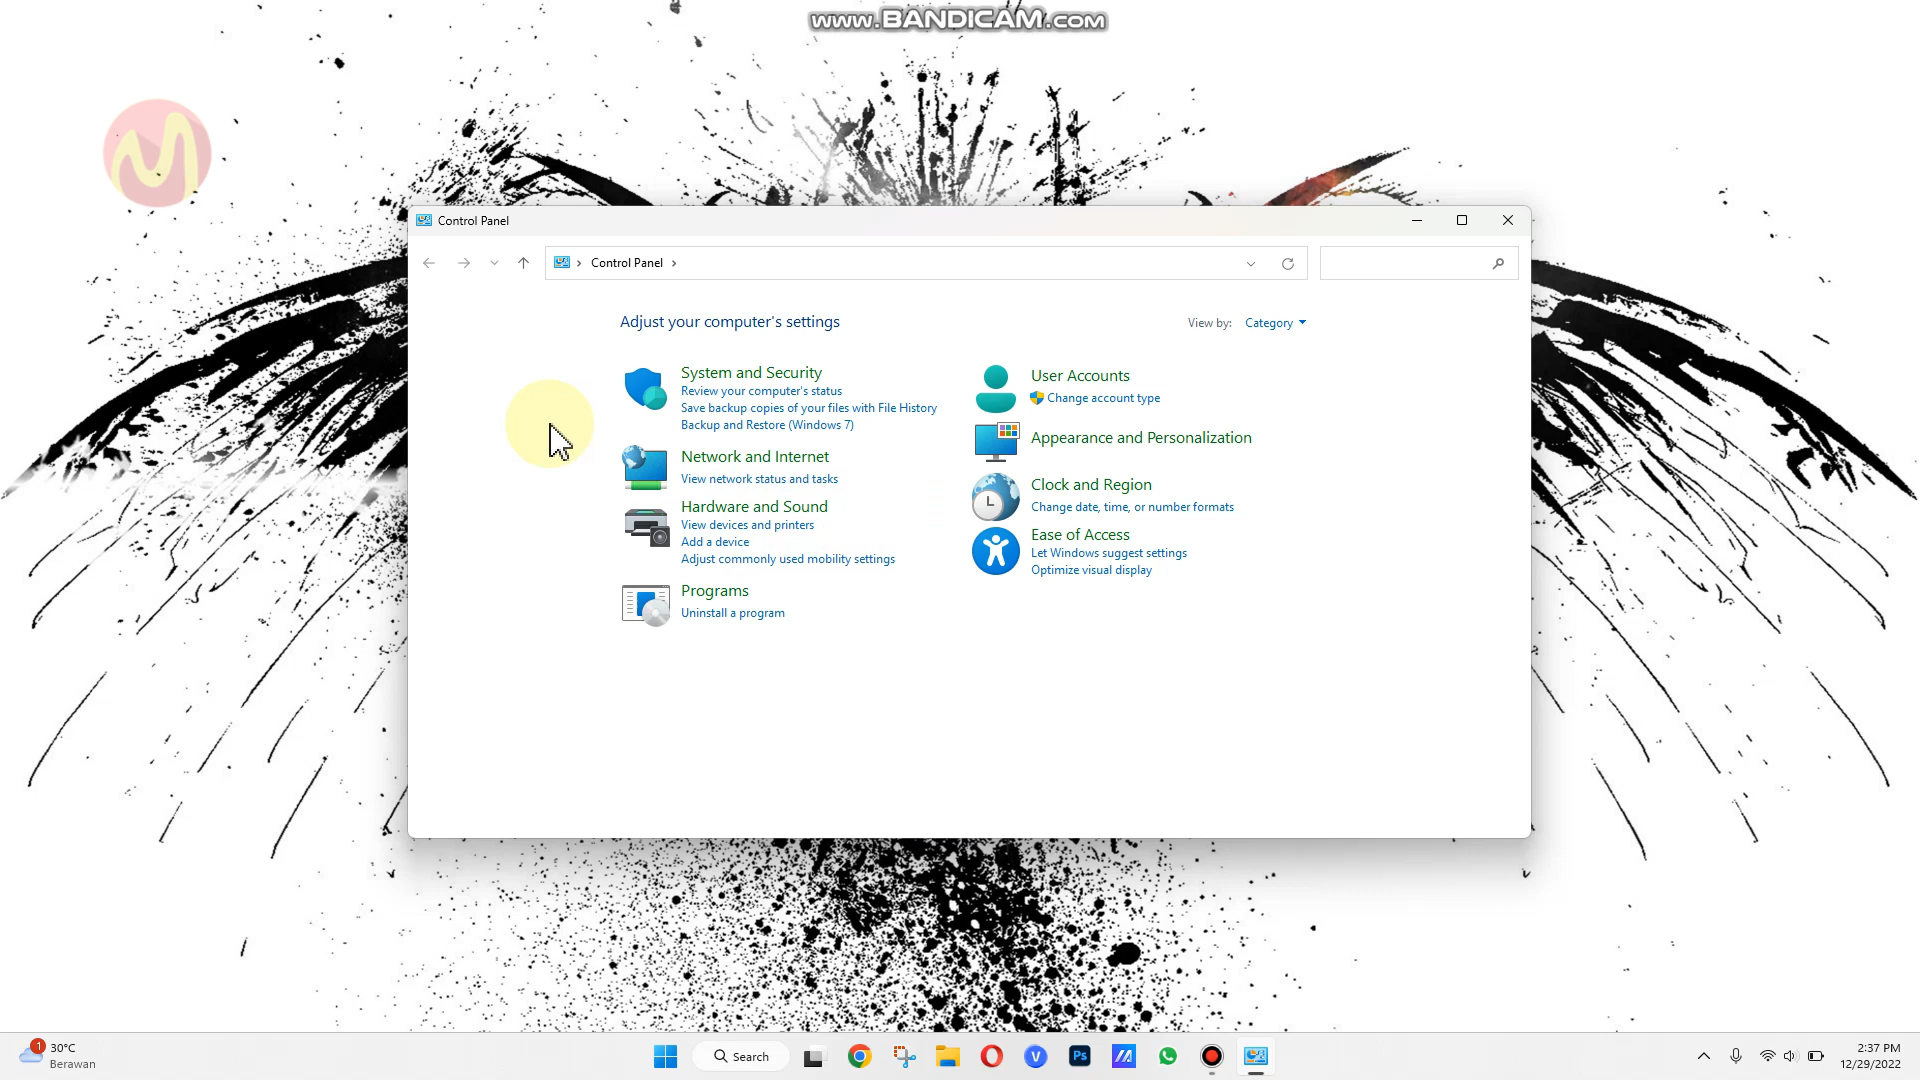 www.BANDICAM.com
Control Panel
Control Panel
Adjust your computer's settings
View by: Category
System and Security
Review your computer's status
Save backup copies of your files with File History
Backup and Restore (Windows 7)
Network and Internet
View network status and tasks
Hardware and Sound
View devices and printers
Add a device
Adjust commonly used mobility settings
Programs
Uninstall a program
User Accounts
Change account type
Appearance and Personalization
Clock and Region
Change date, time, or number formats
Ease of Access
Let Windows suggest settings
Optimize visual display
1
30°C
Berawan
Search
V
Ps
2:37 PM
12/29/2022